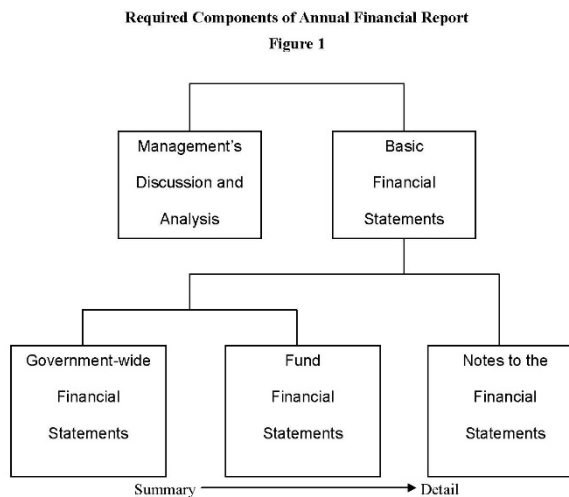 Required Components of Annual Financial Report
Figure 1
Management's
Discussion and
Analysis
Basic
Financial
Statements
Government-wide
Financial
Statements
Fund
Financial
Statements
Notes to the
Financial
Statements
Summary
Detail